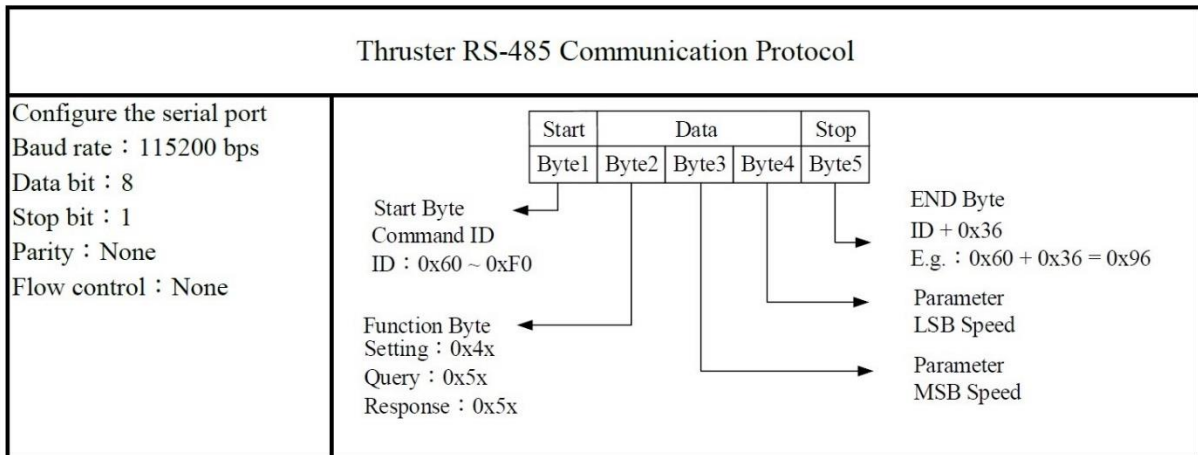 Thruster RS-485 Communication Protocol
Configure the serial port
Baud rate：115200 bps
Data bit：8
Stop bit：1
Parity：None
Flow control：None
Start Data Stop
Byte1 Byte2 Byte3 Byte4 Byte5
Start Byte
Command ID
ID：0x60 ~ 0xF0
Function Byte
Setting：0x4x
Query：0x5x
Response：0x5x
END Byte
ID + 0x36
E.g.：0x60 + 0x36 = 0x96
Parameter
LSB Speed
Parameter
MSB Speed